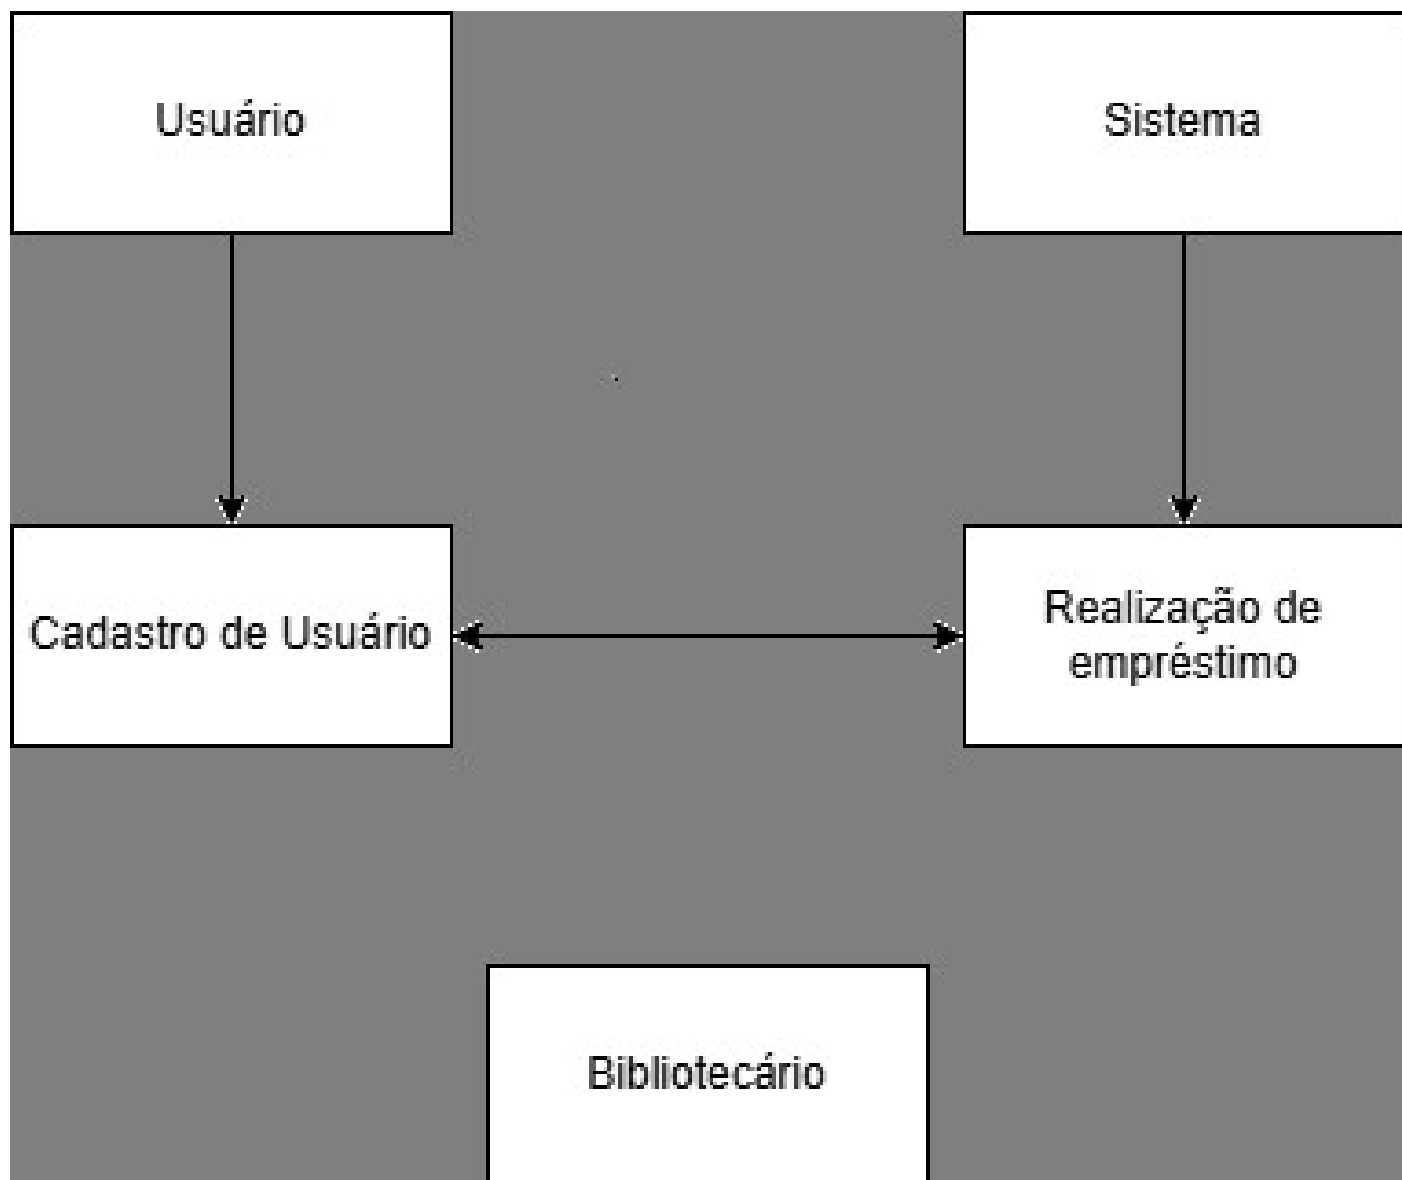 Usuário
Sistema
Cadastro de Usuário
Realização de
empréstimo
Bibliotecário